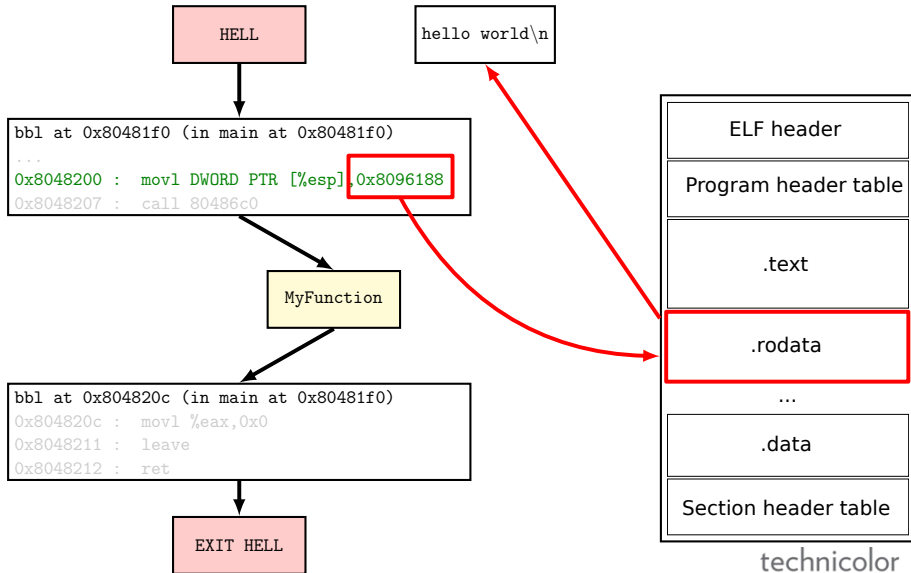 HELL
hello world\n
bbl at 0x80481f0 (in main at 0x80481f0)
...
0x8048200 :  movl DWORD PTR [%esp],0x8096188
0x8048207 :  call 80486c0
MyFunction
bbl at 0x804820c (in main at 0x80481f0)
0x804820c :  movl %eax,0x0
0x8048211 :  leave
0x8048212 :  ret
EXIT HELL
ELF header
Program header table
.text
.rodata
...
.data
Section header table
technicolor